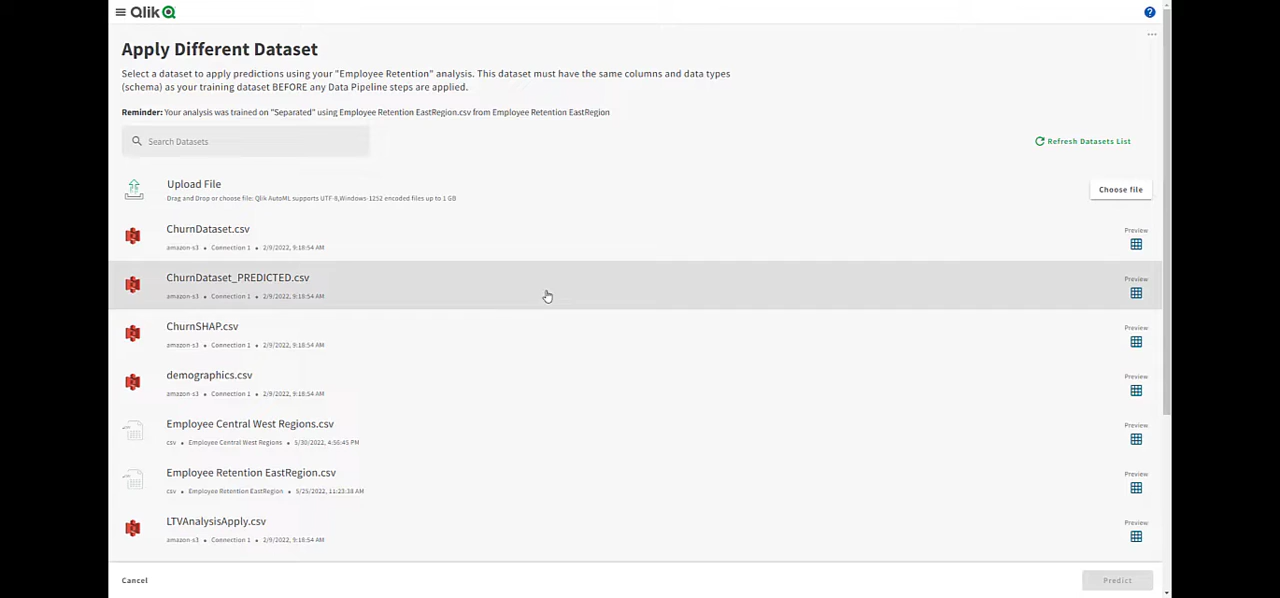 Qlik
?
Apply Different Dataset
Select a dataset to apply predictions using your "Employee Retention" analysis. This dataset must have the same columns and data types
(schema) as your training dataset BEFORE any Data Pipeline steps are applied.
Reminder: Your analysis was trained on "Separated" using Employee Retention EastRegion.csv from Employee Retention EastRegion
Search Datasets
Refresh Datasets List
Upload File
Drag and Drop or choose file: Qlik AutoML supports UTF-8,Windows-1252 encoded files up to 1 GB
Choose file
ChurnDataset.csv
amazon-s3 • Connection 1 • 2/9/2022, 9:18:54 AM
Preview
ChurnDataset_PREDICTED.csv
amazon-s3 • Connection 1 • 2/9/2022, 9:18:54 AM
Preview
ChurnSHAP.csv
amazon-s3 • Connection 1 • 2/9/2022, 9:18:54 AM
Preview
demographics.csv
amazon-s3 • Connection 1 • 2/9/2022, 9:18:54 AM
Preview
Employee Central West Regions.csv
csv • Employee Central West Regions • 5/30/2022, 4:56:45 PM
Preview
Employee Retention EastRegion.csv
csv • Employee Retention EastRegion • 5/25/2022, 11:23:38 AM
Preview
LTVAnalysisApply.csv
amazon-s3 • Connection 1 • 2/9/2022, 9:18:54 AM
Preview
Cancel
Predict